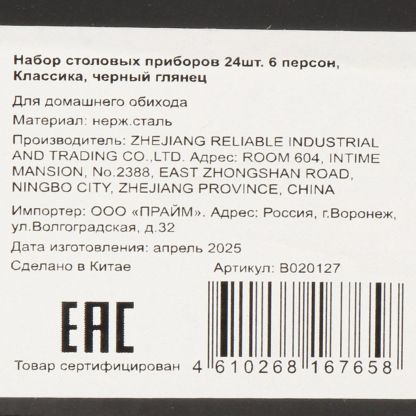 Набор столовых приборов 24шт. 6 персон,
Классика, черный глянец
Для домашнего обихода
Материал: нерж.сталь
Производитель: ZHEJIANG RELIABLE INDUSTRIAL
AND TRADING CO.,LTD. Адрес: ROOM 604, INTIME
MANSION, No.2388, EAST ZHONGSHAN ROAD,
NINGBO CITY, ZHEJIANG PROVINCE, CHINA
Импортер: ООО «ПРАЙМ». Адрес: Россия, г.Воронеж,
ул.Волгоградская, д.32
Дата изготовления: апрель 2025
Сделано в Китае Артикул: B020127
EAC
Товар сертифицирован
4 610268 167658